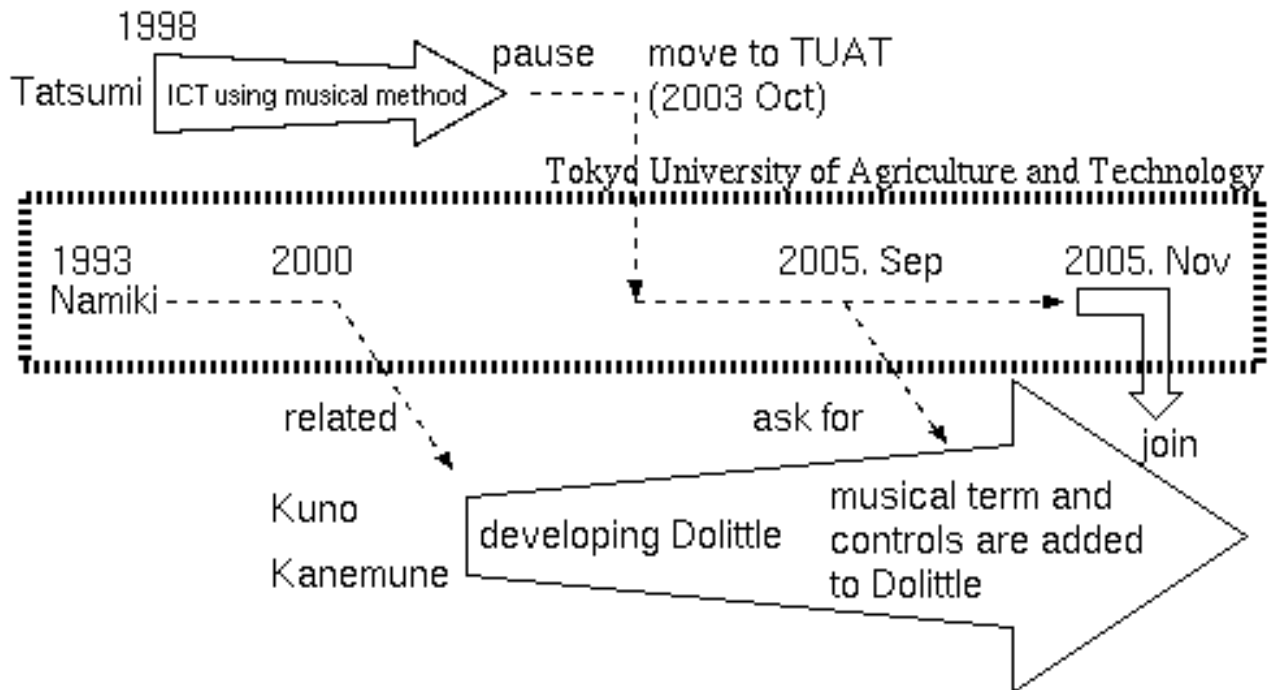 1998
Tatsumi
ICT using musical method
pause
move to TUAT
(2003 Oct)
Tokyo University of Agriculture and Technology
1993
Namiki
2000
2005. Sep
2005. Nov
related
ask for
join
Kuno
Kanemune
developing Dolittle
musical term and
controls are added
to Dolittle